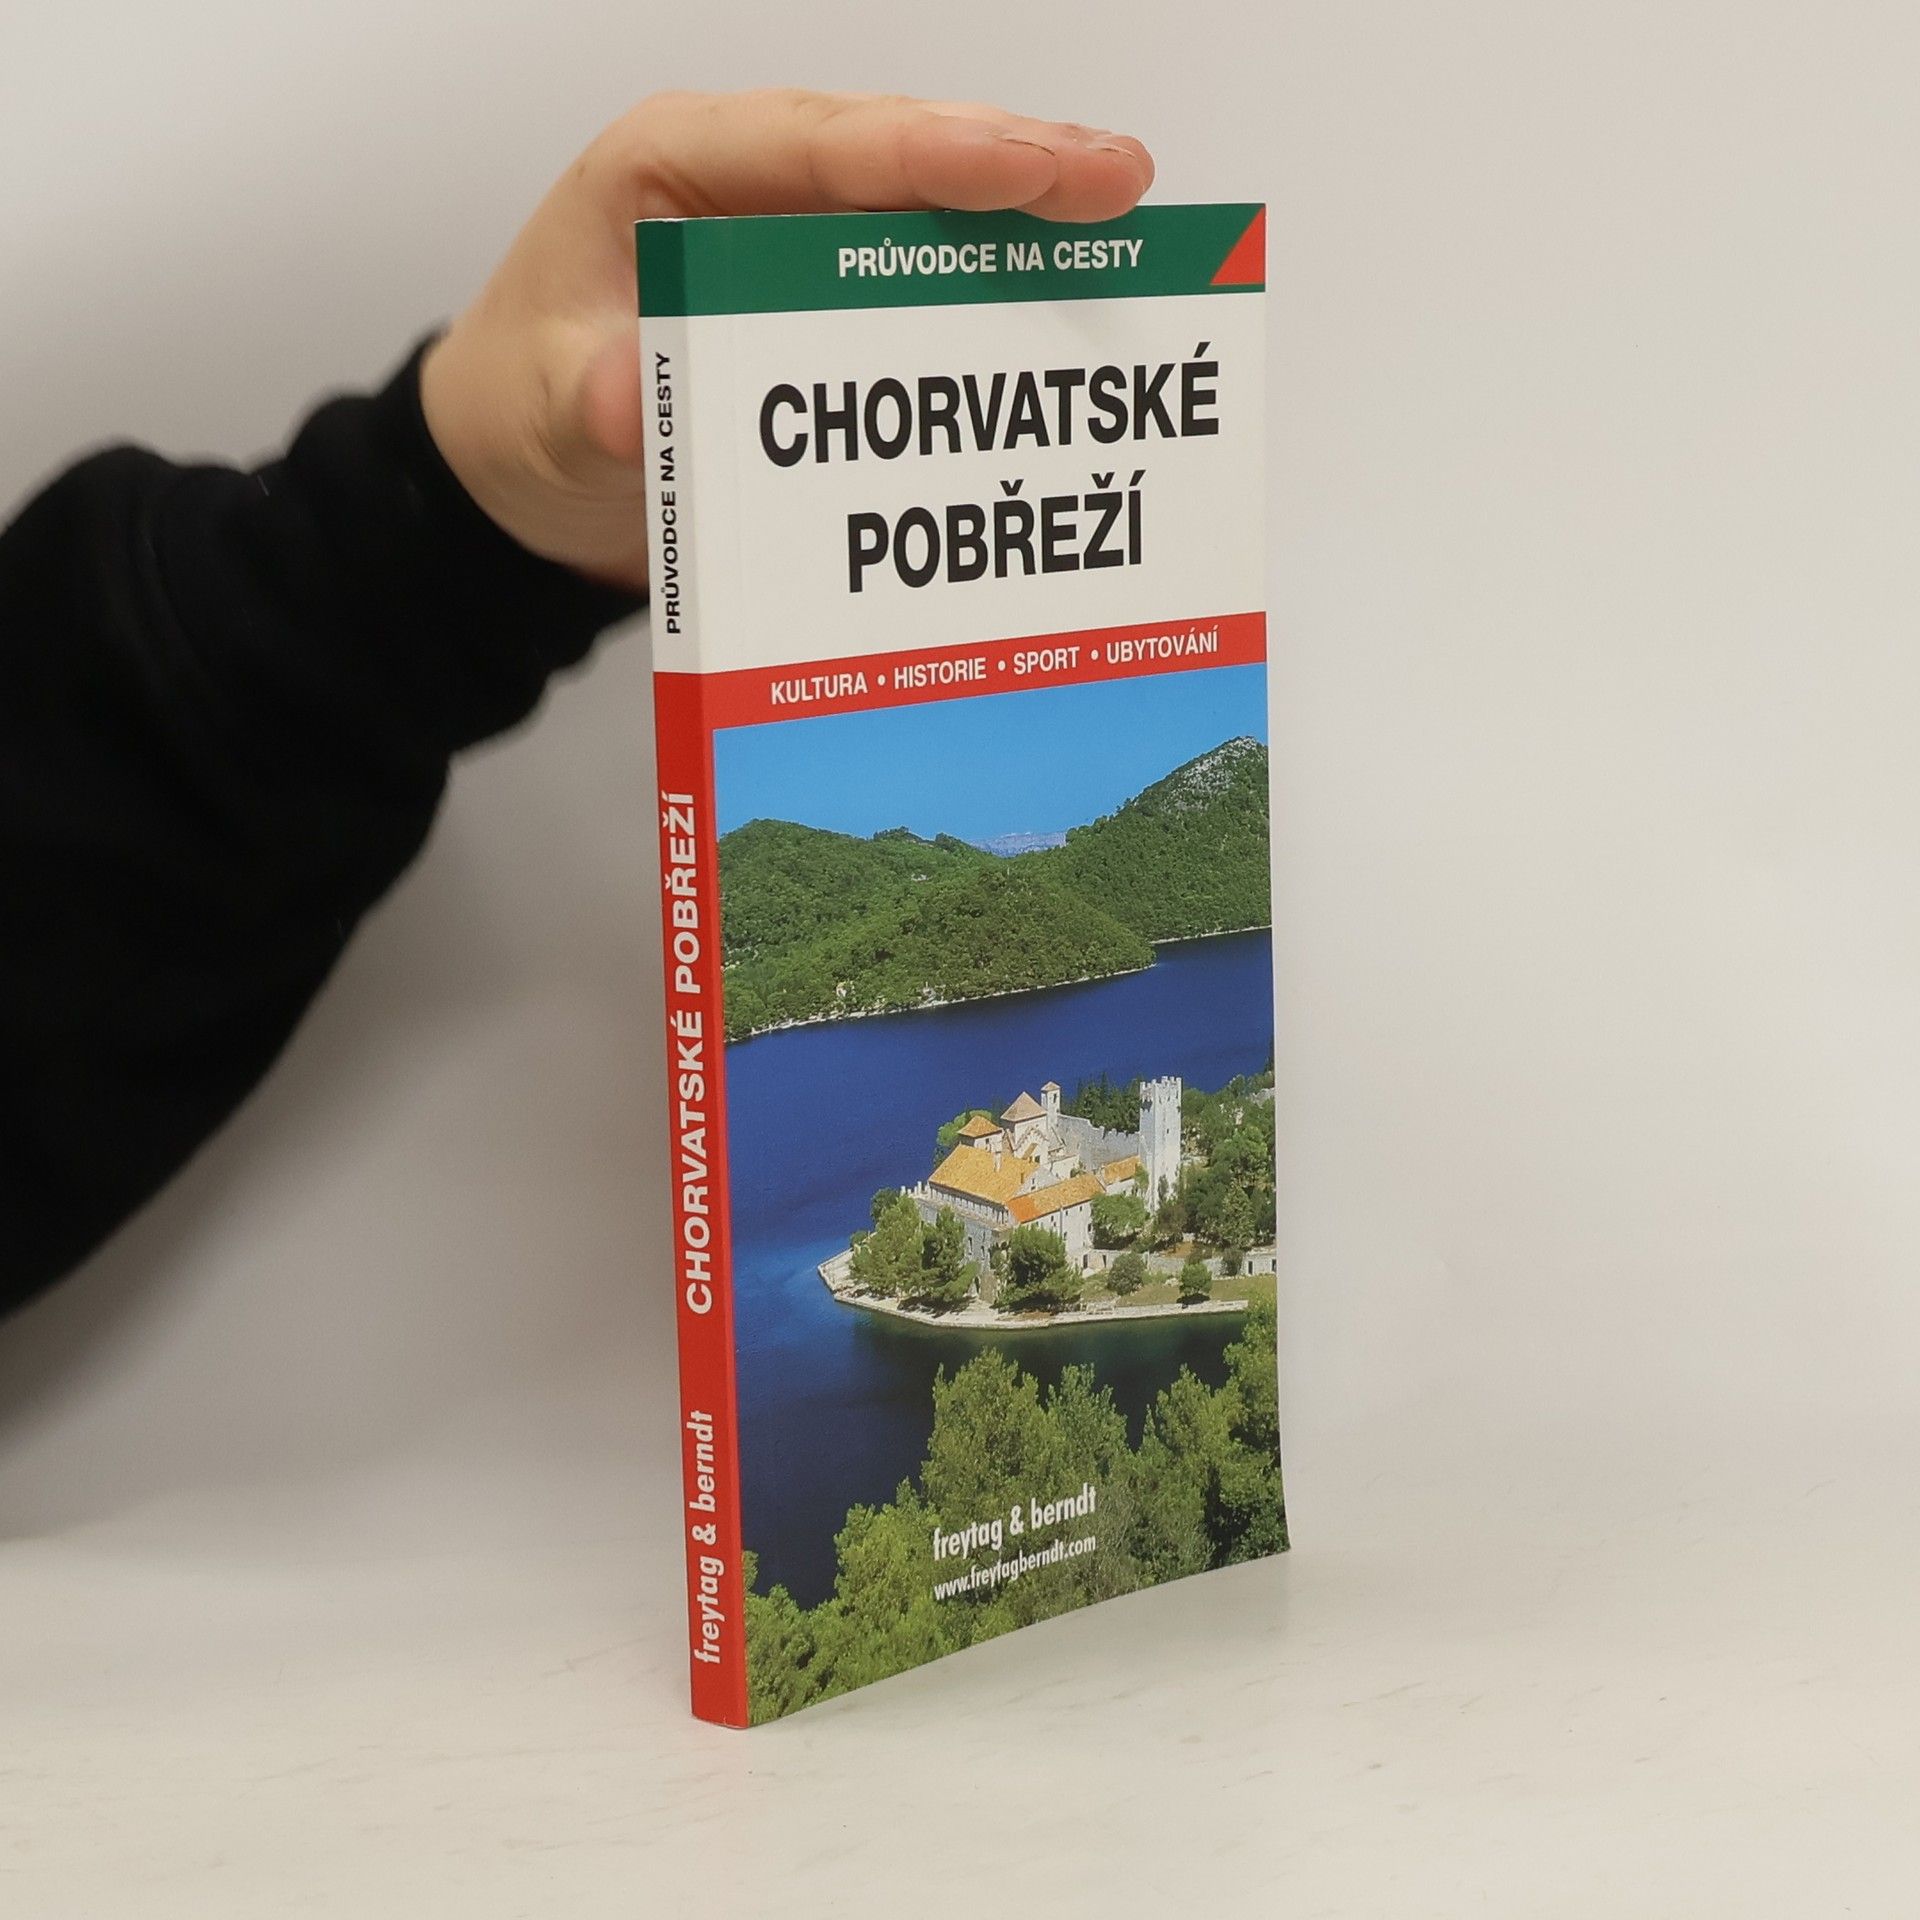 PRŮVODCE NA CESTY
CHORVATSKÉ
POBŘEŽÍ
KULTURA • HISTORIE • SPORT • UBYTOVÁNÍ
freytag & berndt
www.freytagberndt.com
PRŮVODCE NA CESTY
CHORVATSKÉ POBŘEŽÍ
freytag & berndt